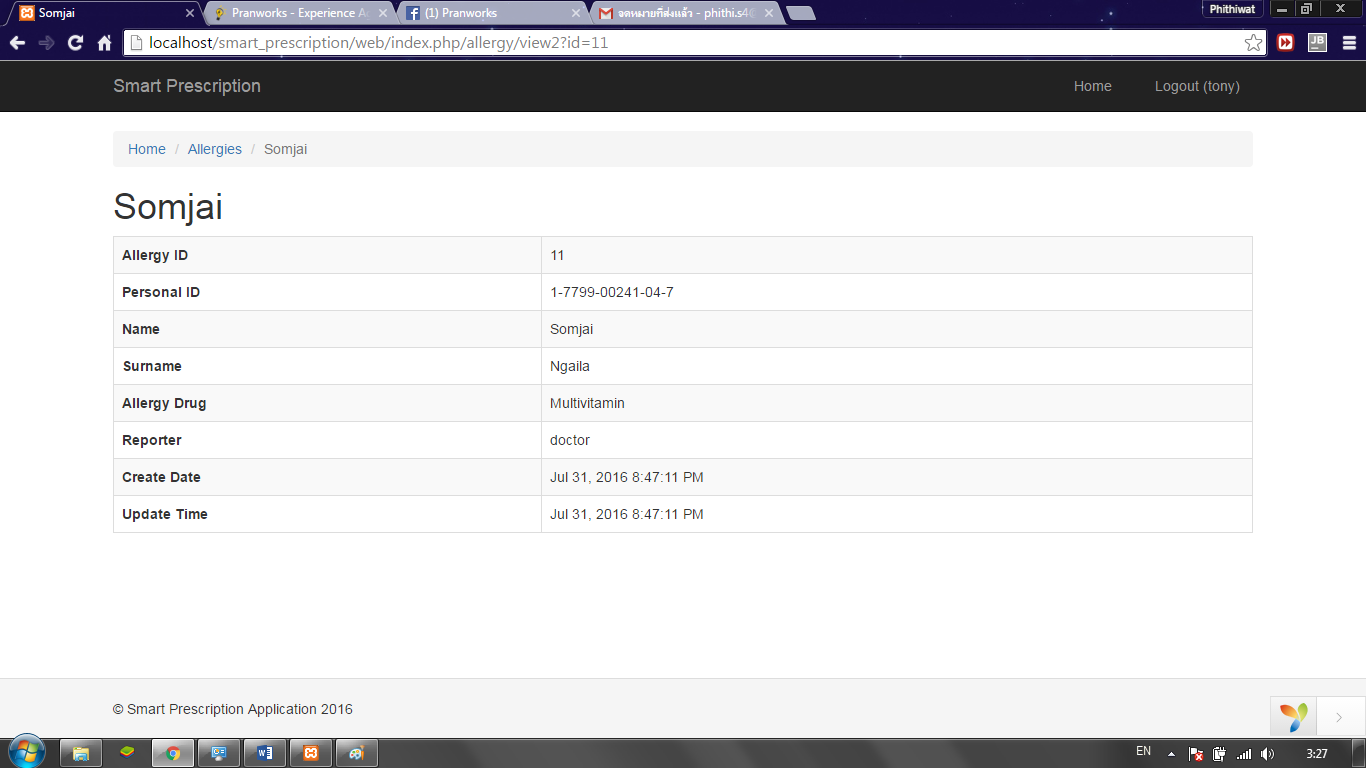 Somjai
Pranworks - Experience Ac
(1) Pranworks
จดหมายที่ส่งแล้ว - phithi.s4@
Phithiwat
localhost/smart_prescription/web/index.php/allergy/view2?id=11
JB
Smart Prescription
Home
Logout (tony)
Home / Allergies / Somjai
Somjai
Allergy ID 11
Personal ID 1-7799-00241-04-7
Name Somjai
Surname Ngaila
Allergy Drug Multivitamin
Reporter doctor
Create Date Jul 31, 2016 8:47:11 PM
Update Time Jul 31, 2016 8:47:11 PM
© Smart Prescription Application 2016
EN
3:27